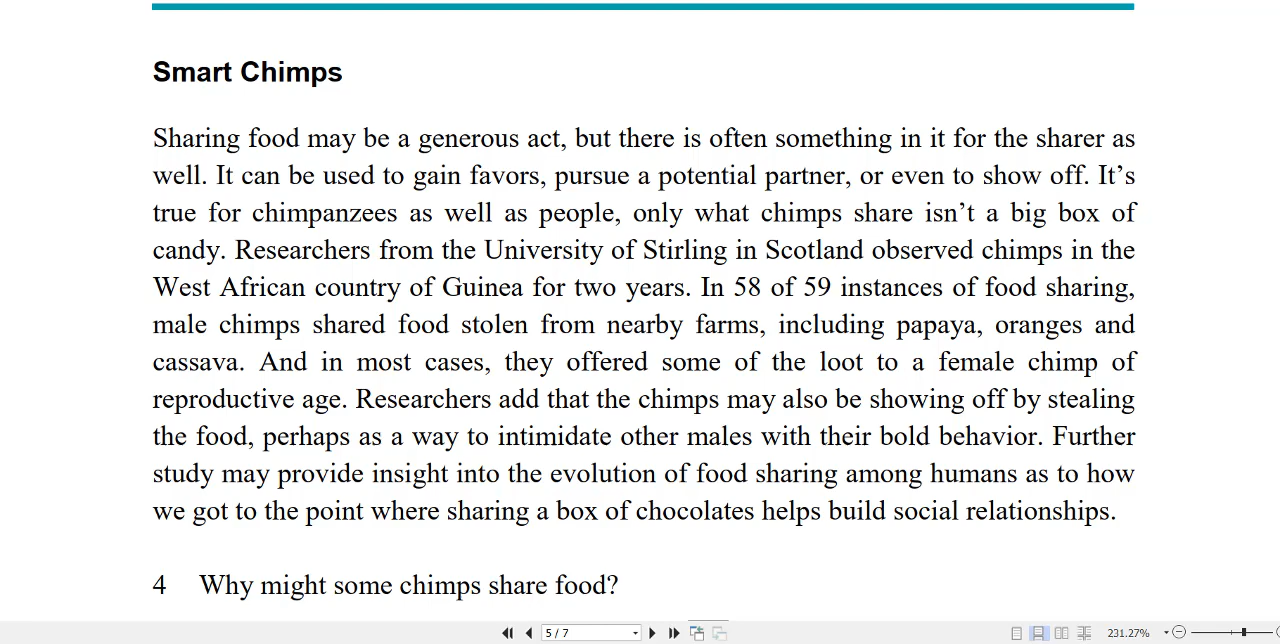 Smart Chimps
Sharing food may be a generous act, but there is often something in it for the sharer as
well. It can be used to gain favors, pursue a potential partner, or even to show off. It’s
true for chimpanzees as well as people, only what chimps share isn’t a big box of
candy. Researchers from the University of Stirling in Scotland observed chimps in the
West African country of Guinea for two years. In 58 of 59 instances of food sharing,
male chimps shared food stolen from nearby farms, including papaya, oranges and
cassava. And in most cases, they offered some of the loot to a female chimp of
reproductive age. Researchers add that the chimps may also be showing off by stealing
the food, perhaps as a way to intimidate other males with their bold behavior. Further
study may provide insight into the evolution of food sharing among humans as to how
we got to the point where sharing a box of chocolates helps build social relationships.
4 Why might some chimps share food?
5 / 7 231.27%